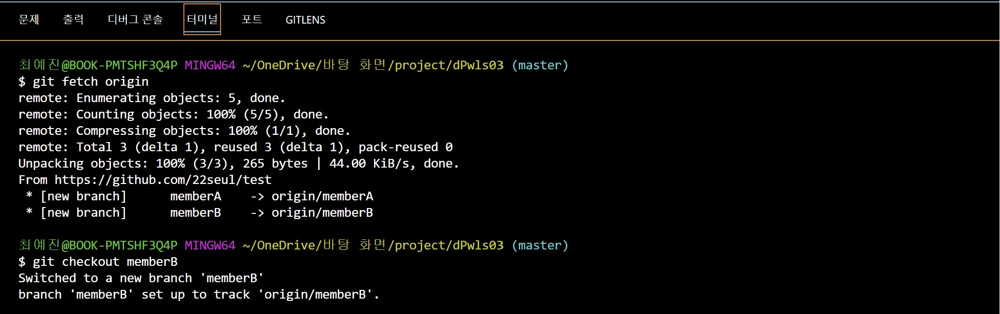 문제 출력 디버그 콘솔 터미널 포트 GITLENS
최예진@BOOK-PMTSHF3Q4P MINGW64 ~/OneDrive/바탕 화면/project/dPwls03 (master)
$ git fetch origin
remote: Enumerating objects: 5, done.
remote: Counting objects: 100% (5/5), done.
remote: Compressing objects: 100% (1/1), done.
remote: Total 3 (delta 1), reused 3 (delta 1), pack-reused 0
Unpacking objects: 100% (3/3), 265 bytes | 44.00 KiB/s, done.
From https://github.com/22seul/test
 * [new branch]      memberA    -> origin/memberA
 * [new branch]      memberB    -> origin/memberB
최예진@BOOK-PMTSHF3Q4P MINGW64 ~/OneDrive/바탕 화면/project/dPwls03 (master)
$ git checkout memberB
Switched to a new branch 'memberB'
branch 'memberB' set up to track 'origin/memberB'.